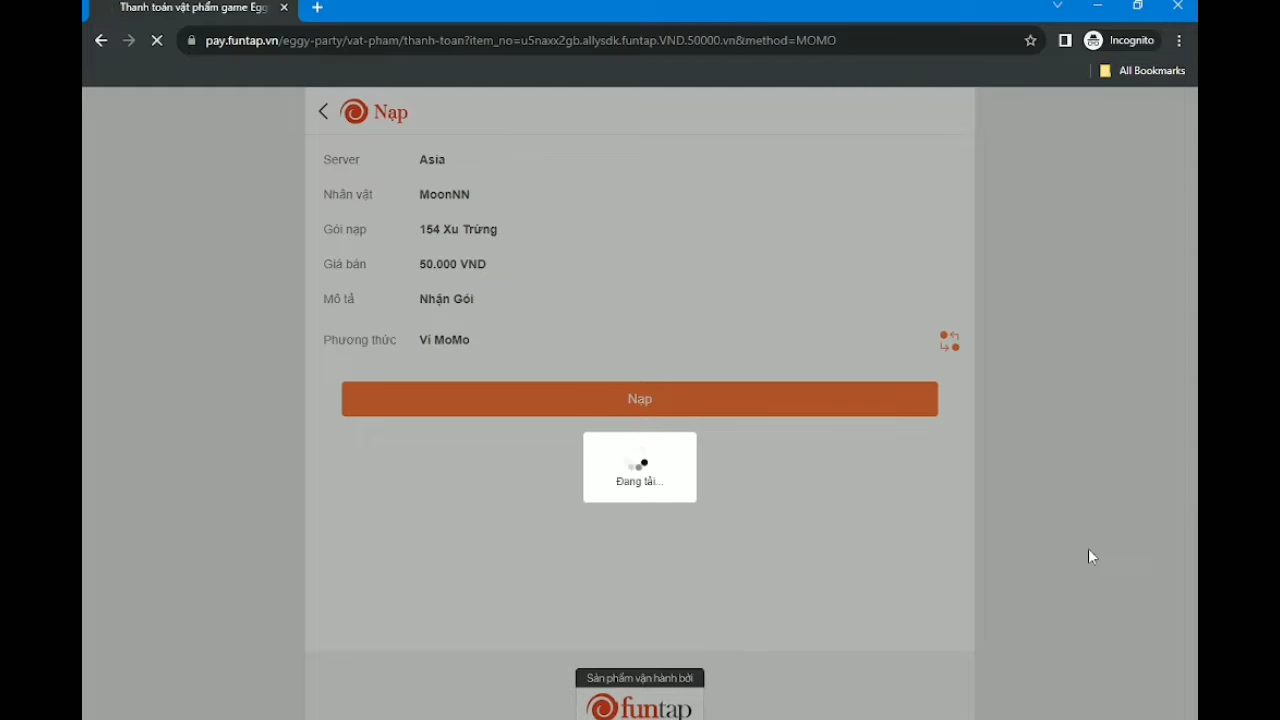 Thanh toán vật phẩm game Egg
pay.funtap.vn/eggy-party/vat-pham/thanh-toan?item_no=u5naxx2gb.allysdk.funtap.VND.50000.vn&method=MOMO
Incognito
All Bookmarks
Nạp
Server Asia
Nhân vật MoonNN
Gói nạp 154 Xu Trứng
Giá bán 50.000 VND
Mô tả Nhận Gói
Phương thức Ví MoMo
Nạp
Đang tải...
Sản phẩm vận hành bởi
funtap